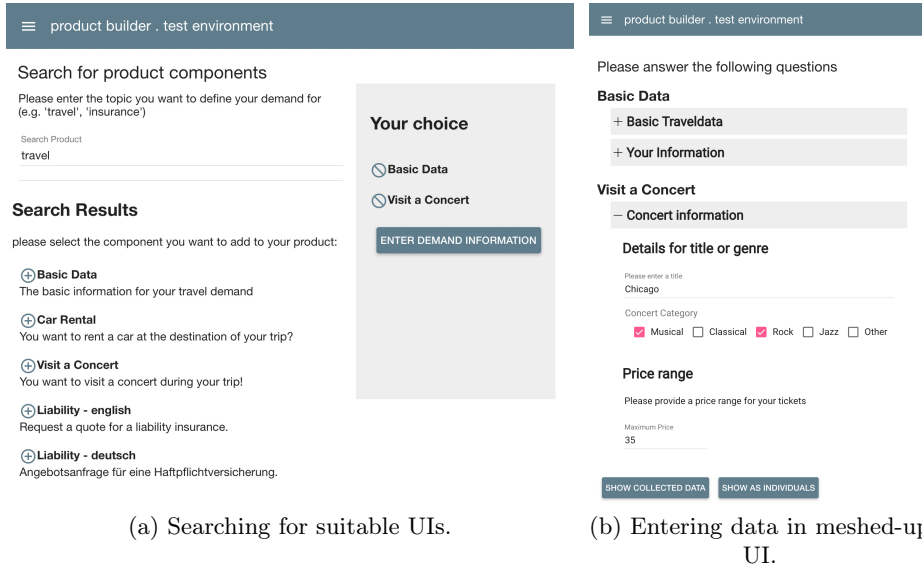 product builder . test environment
Search for product components
Please enter the topic you want to define your demand for
(e.g. 'travel', 'insurance')
Search Product
travel
Search Results
please select the component you want to add to your product:
Basic Data
The basic information for your travel demand
Car Rental
You want to rent a car at the destination of your trip?
Visit a Concert
You want to visit a concert during your trip!
Liability - english
Request a quote for a liability insurance.
Liability - deutsch
Angebotsanfrage für eine Haftpflichtversicherung.
Your choice
Basic Data
Visit a Concert
ENTER DEMAND INFORMATION
(a) Searching for suitable UIs.
product builder . test environment
Please answer the following questions
Basic Data
+ Basic Traveldata
+ Your Information
Visit a Concert
– Concert information
Details for title or genre
Please enter a title
Chicago
Concert Category
Musical Classical Rock Jazz Other
Price range
Please provide a price range for your tickets
Maximum Price
35
SHOW COLLECTED DATA SHOW AS INDIVIDUALS
(b) Entering data in meshed-up
UI.